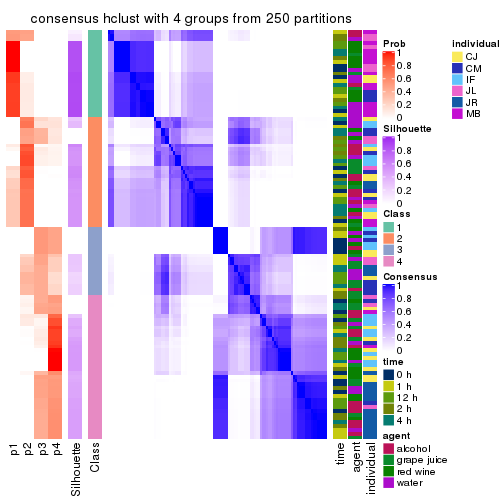 consensus hclust with 4 groups from 250 partitions
Prob
1
0.8
0.6
0.4
0.2
0
Silhouette
1
0.8
0.6
0.4
0.2
0
Class
1
2
3
4
Consensus
1
0.8
0.6
0.4
0.2
0
time
0 h
1 h
12 h
2 h
4 h
agent
alcohol
grape juice
red wine
water
Individual
CJ
CM
IF
JL
JR
MB
p1
p2
p3
p4
Silhouette
Class
time
agent
individual